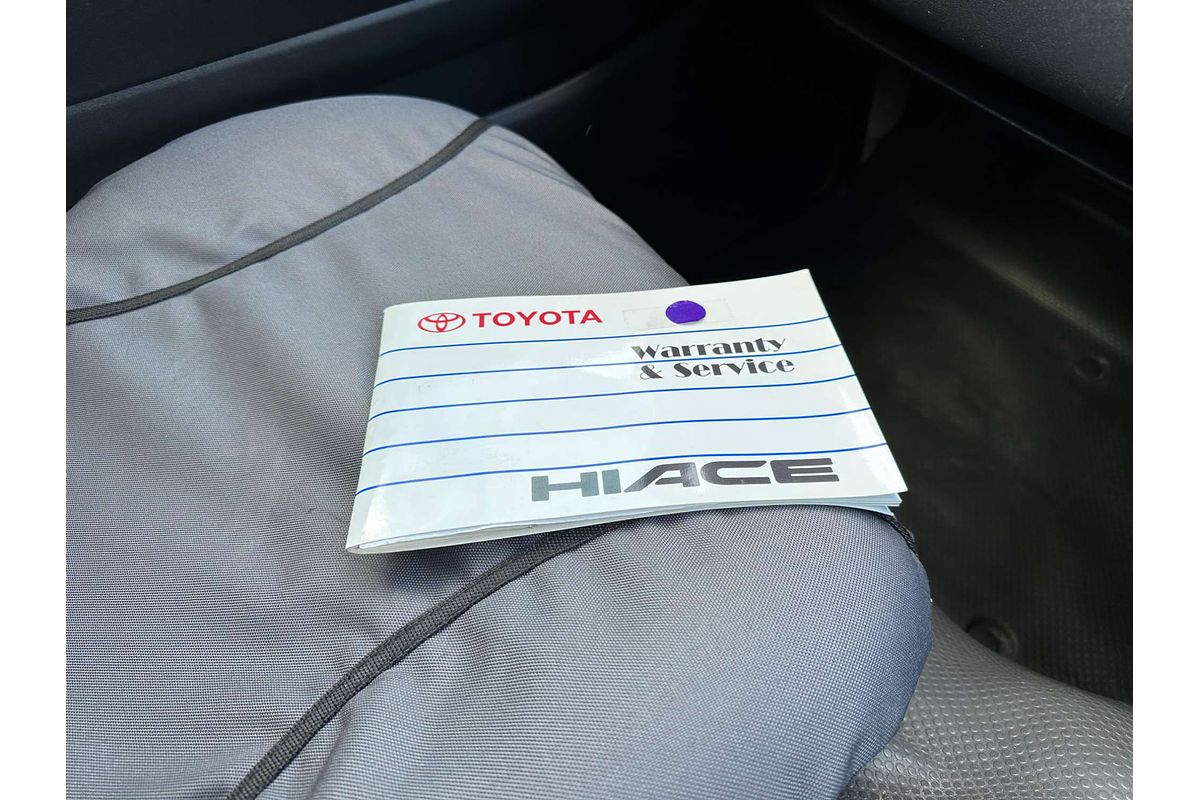 TOYOTA
Warranty
& Service
HIACE